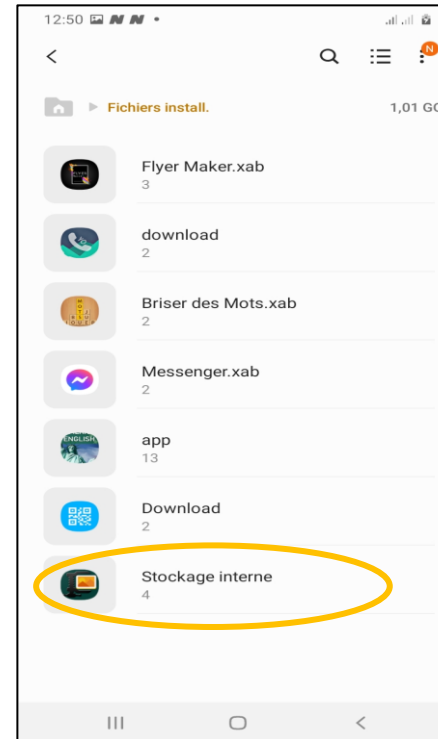 12:50
Fichiers install.
1,01 GO
Flyer Maker.xab
3
download
2
Briser des Mots.xab
2
Messenger.xab
2
ENGLISH
app
13
Download
2
Stockage interne
4